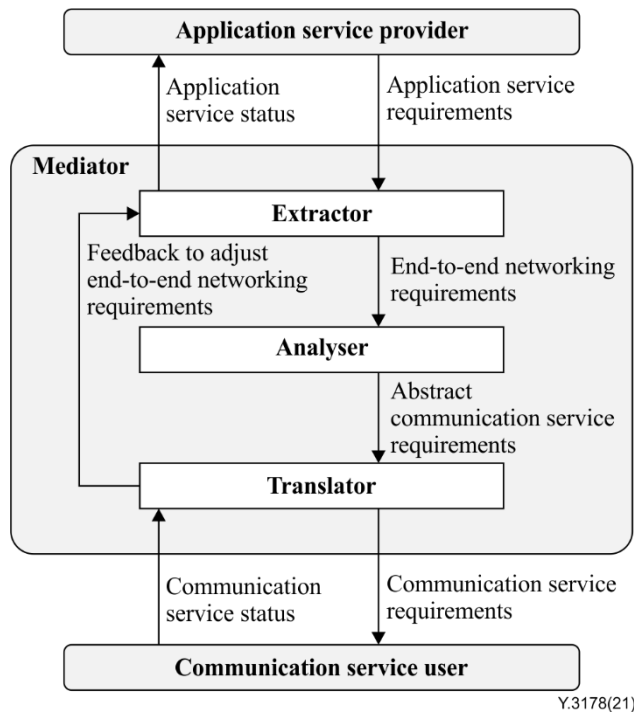 Application service provider
Application
service status
Application service
requirements
Mediator
Extractor
Feedback to adjust
end-to-end networking
requirements
End-to-end networking
requirements
Analyser
Abstract
communication service
requirements
Translator
Communication
service status
Communication service
requirements
Communication service user
Y.3178(21)